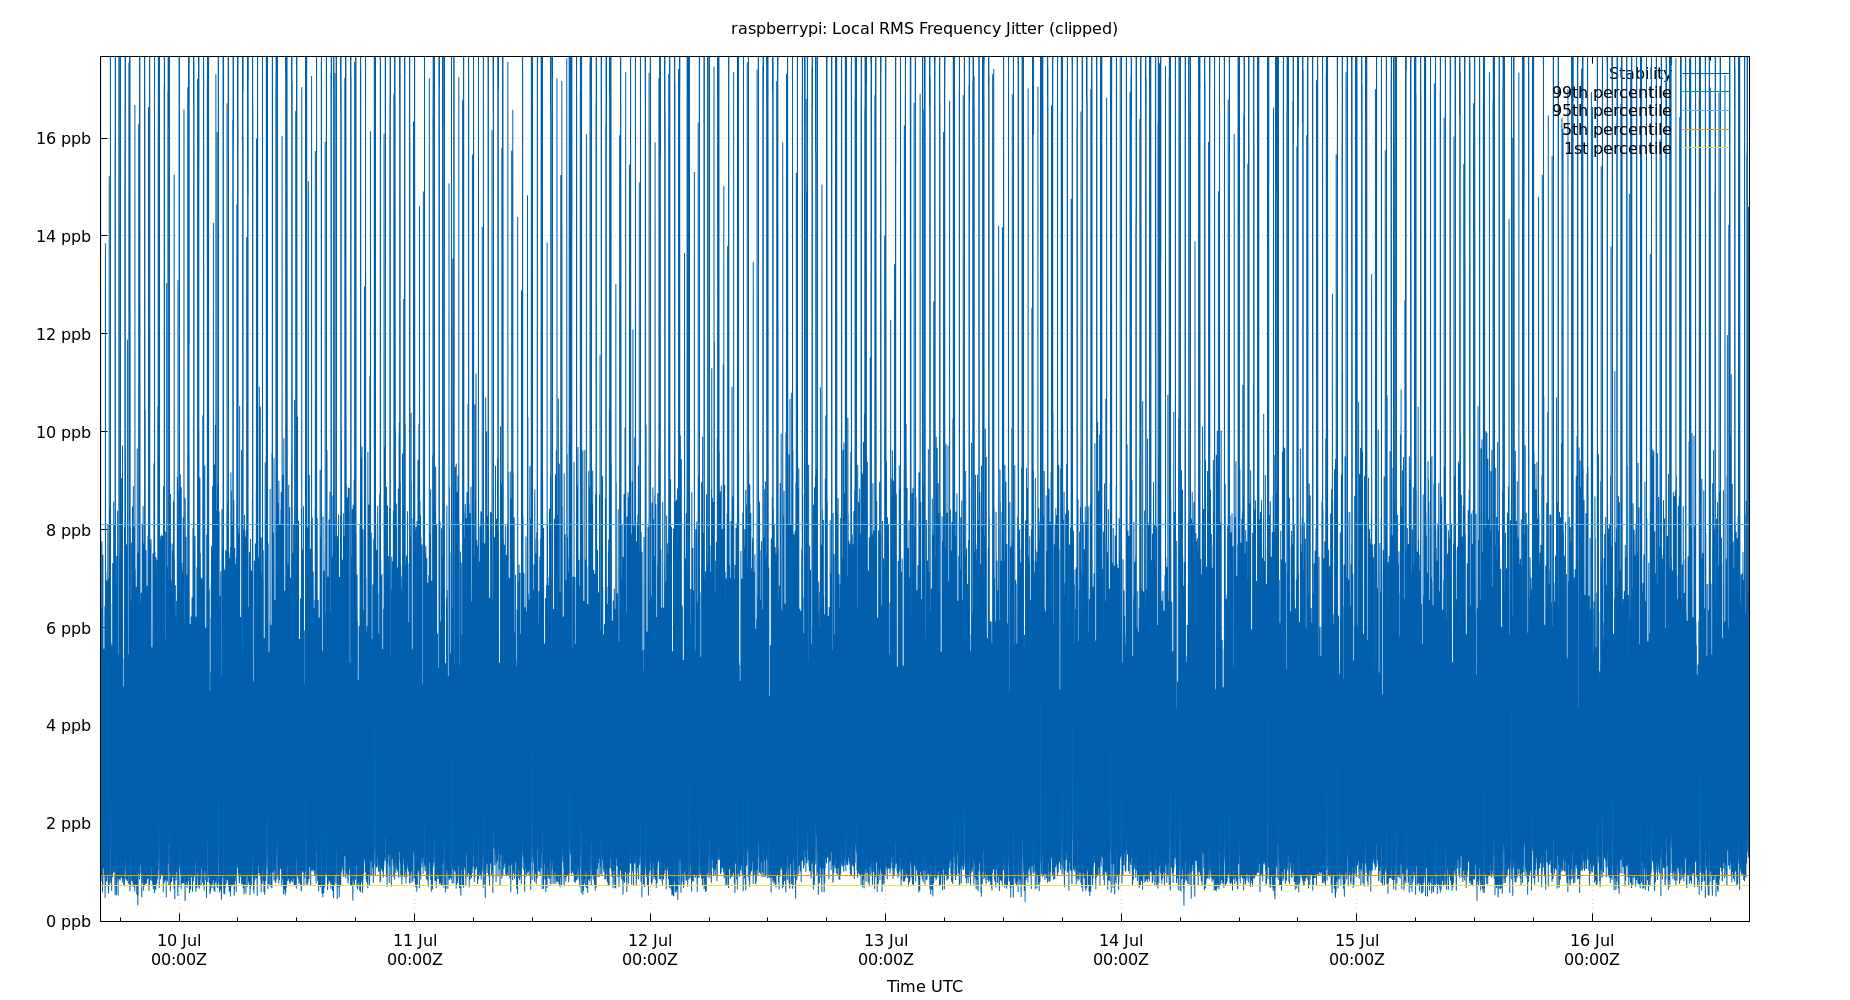 raspberrypi: Local RMS Frequency Jitter (clipped)
Stability
99th percentile
95th percentile
5th percentile
1st percentile
16 ppb
14 ppb
12 ppb
10 ppb
8 ppb
6 ppb
4 ppb
2 ppb
0 ppb
10 Jul 11 Jul 12 Jul 13 Jul 14 Jul 15 Jul 16 Jul
00:00Z 00:00Z 00:00Z 00:00Z 00:00Z 00:00Z 00:00Z
Time UTC